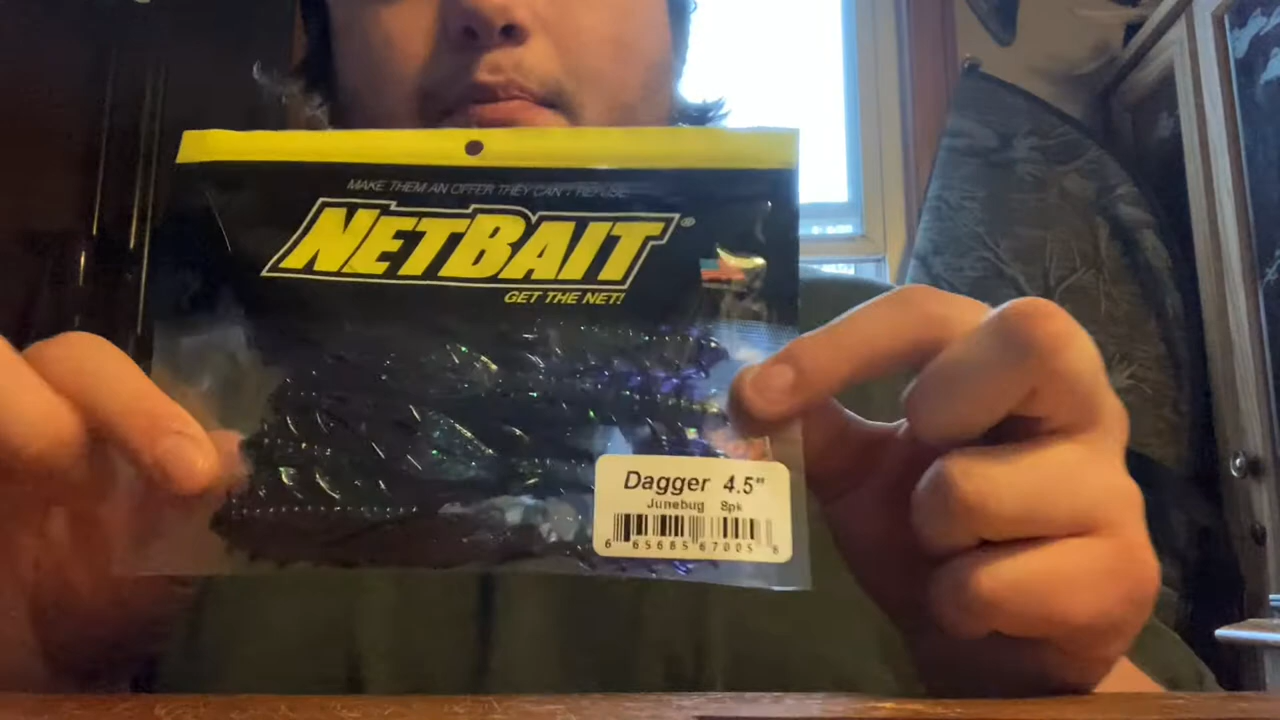 MAKE THEM AN OFFER THEY CAN'T REFUSE
NETBAIT®
GET THE NET!
Dagger 4.5"
Junebug 8pk
6 65685 67005 8